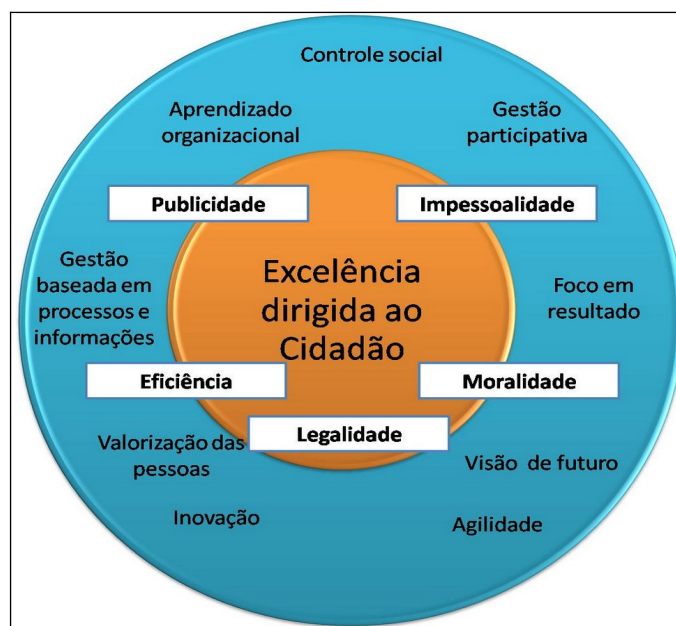 Controle social
Aprendizado
organizacional
Gestão
participativa
Publicidade
Impessoalidade
Gestão
baseada em
processos e
informações
Excelência
dirigida ao
Cidadão
Foco em
resultado
Eficiência
Moralidade
Legalidade
Valorização das
pessoas
Visão de futuro
Inovação
Agilidade